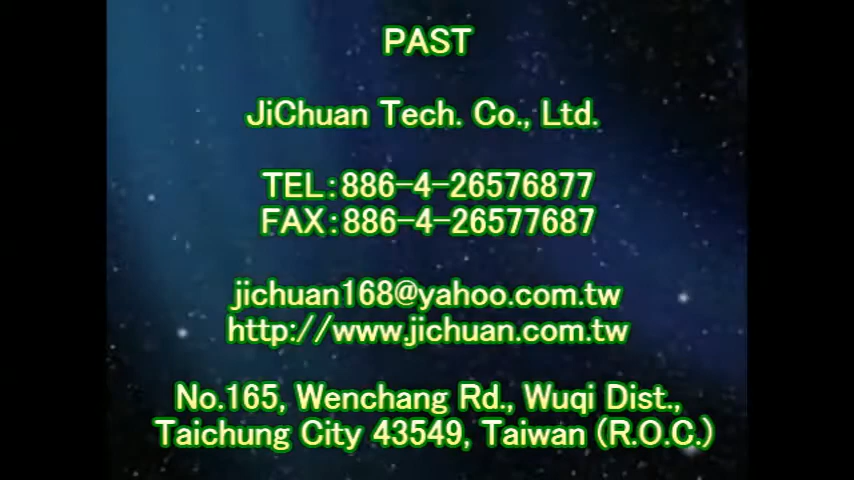 PAST
JiChuan Tech. Co., Ltd.
TEL:886-4-26576877
FAX:886-4-26577687
jichuan168@yahoo.com.tw
http://www.jichuan.com.tw
No.165, Wenchang Rd., Wuqi Dist.,
Taichung City 43549, Taiwan (R.O.C.)